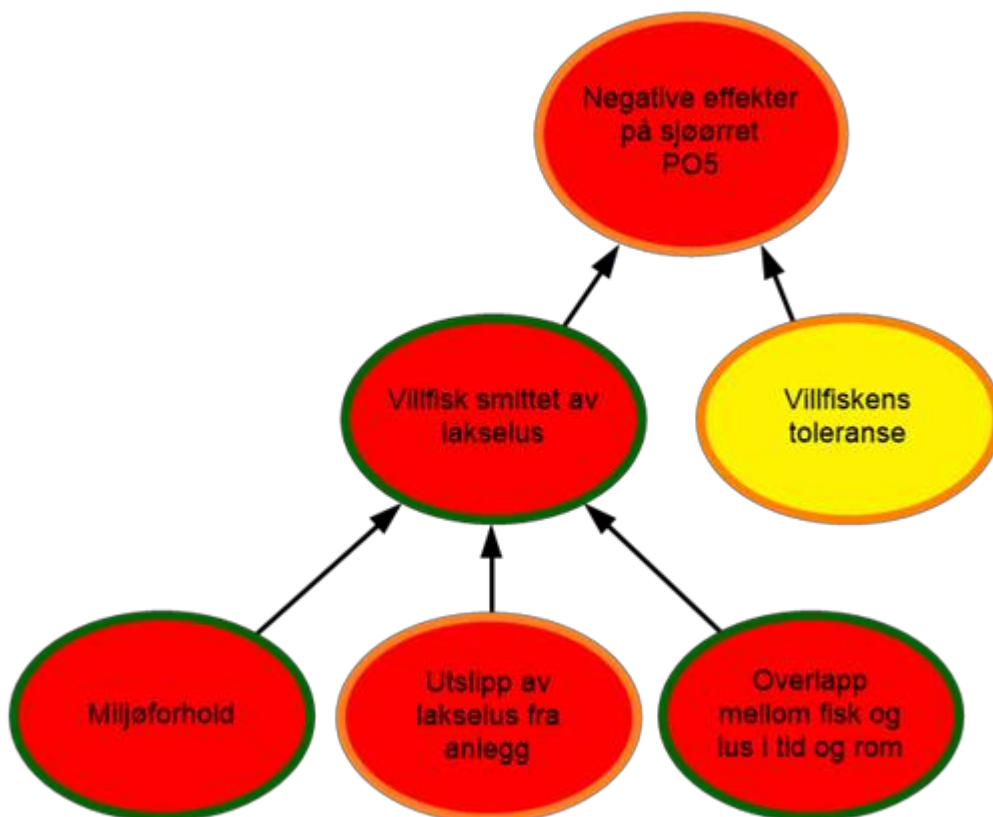 Negative effekter
på sjøørret
PO5
Villfisk smittet av
lakselus
Villfiskens
toleranse
Miljøforhold
Utslipp av
lakselus fra
anlegg
Overlapp
mellom fisk og
lus i tid og rom